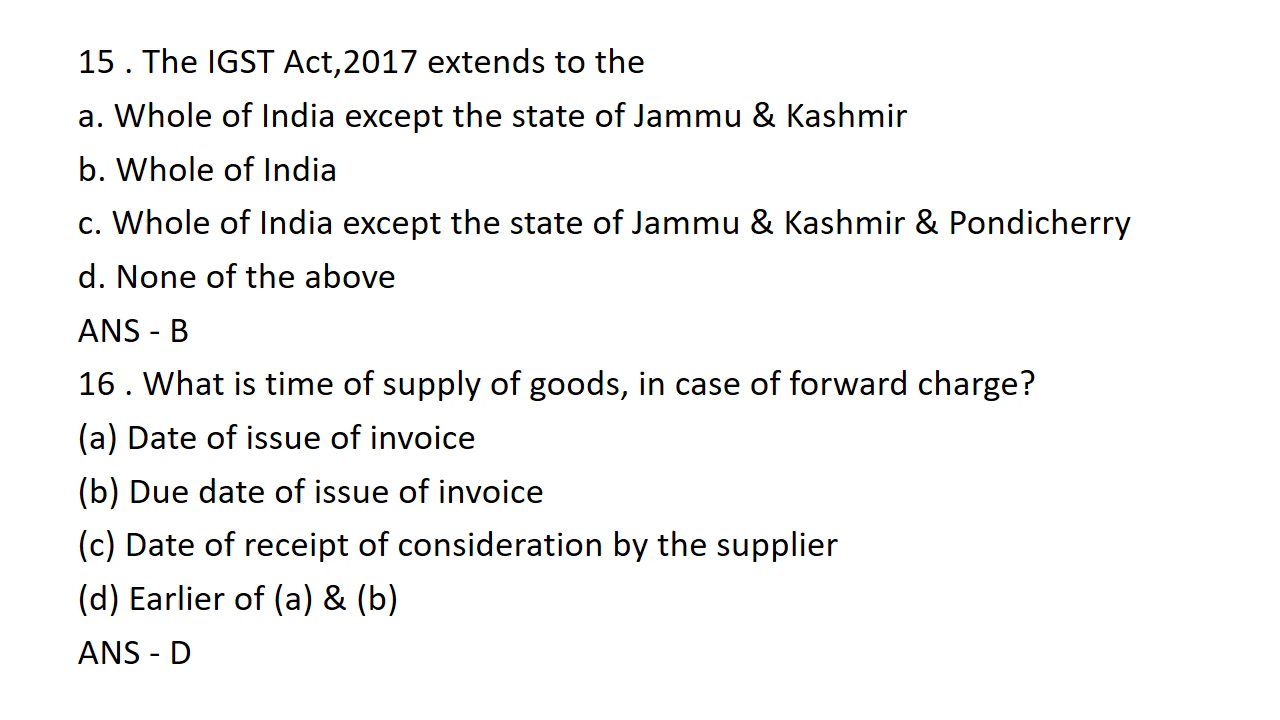 15 . The IGST Act,2017 extends to the
a. Whole of India except the state of Jammu & Kashmir
b. Whole of India
c. Whole of India except the state of Jammu & Kashmir & Pondicherry
d. None of the above
ANS - B
16 . What is time of supply of goods, in case of forward charge?
(a) Date of issue of invoice
(b) Due date of issue of invoice
(c) Date of receipt of consideration by the supplier
(d) Earlier of (a) & (b)
ANS - D